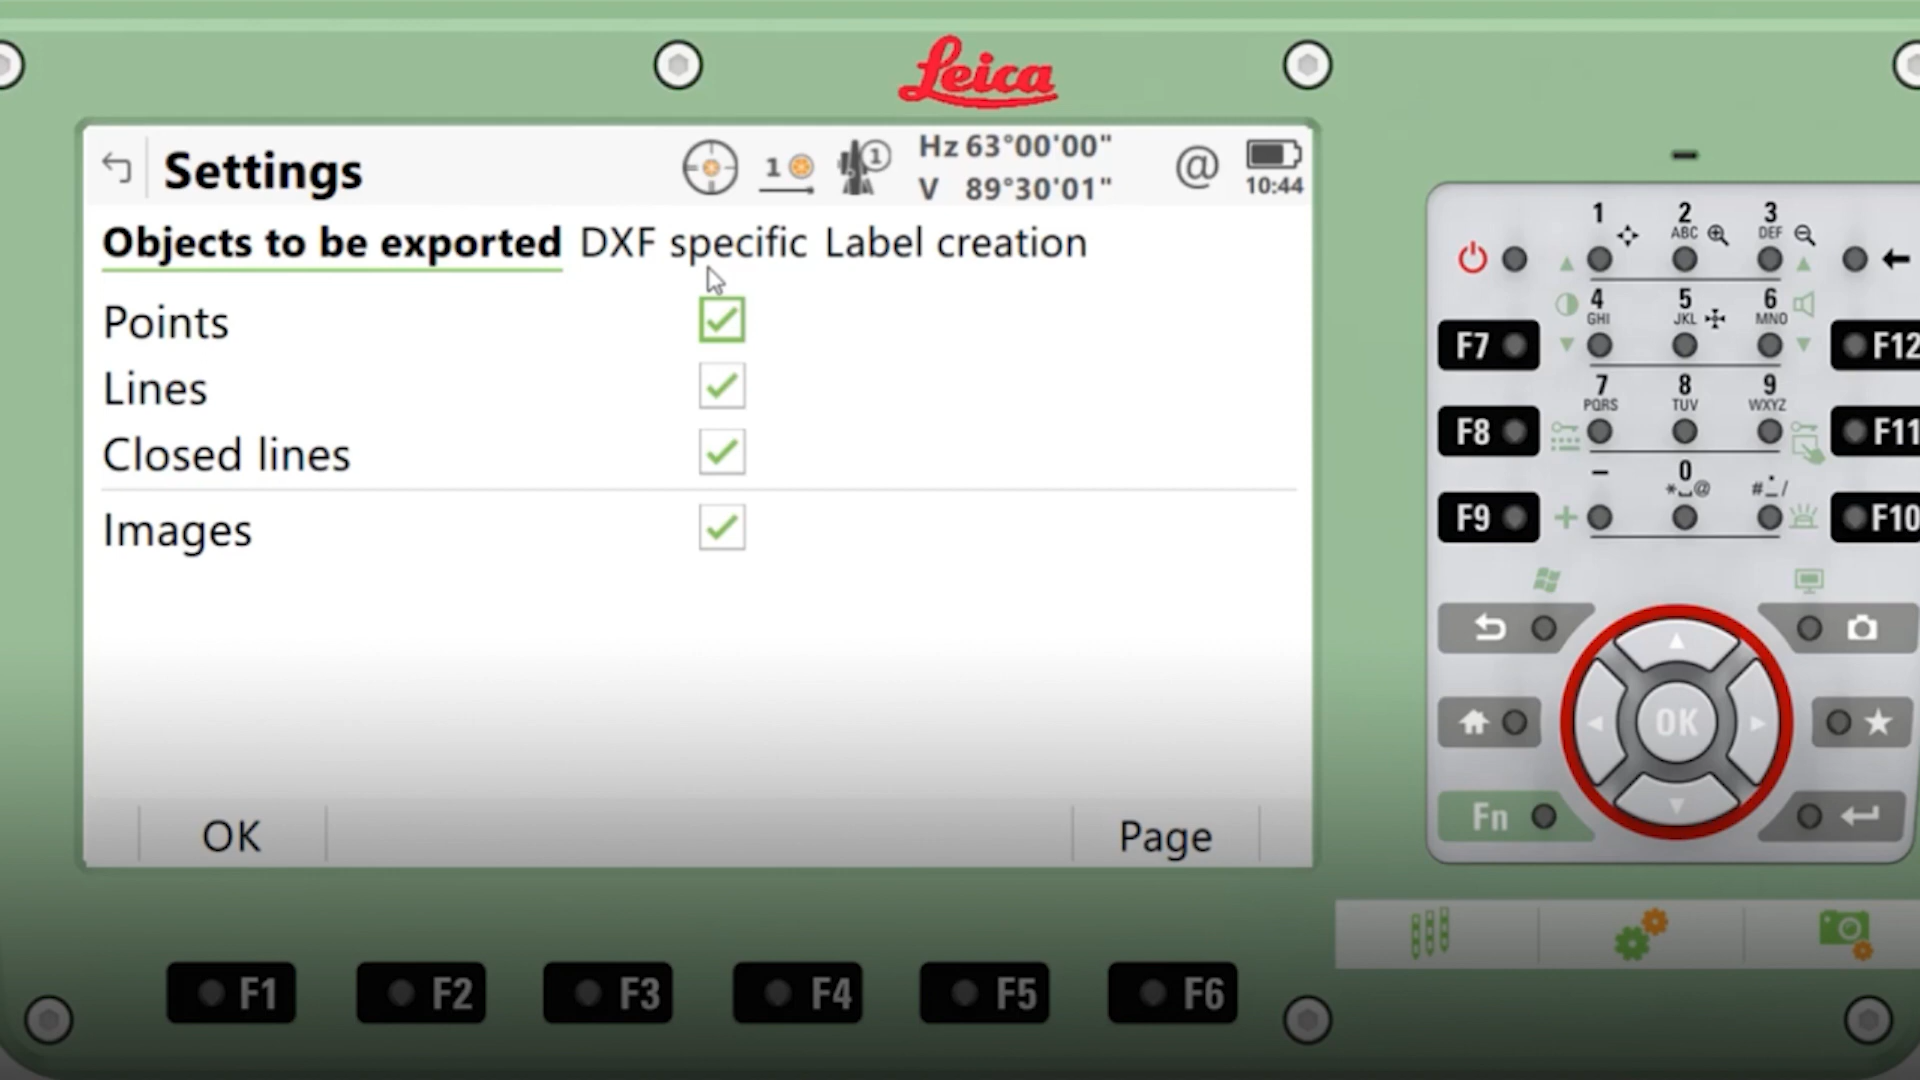 Leica
Settings
1
1
Hz 63°00'00"
V 89°30'01"
@
10:44
Objects to be exported DXF specific Label creation
Points
Lines
Closed lines
Images
OK
Page
F1 F2 F3 F4 F5 F6
1 2 3
ABC DEF
4 5 6
GHI JKL MNO
F7 F12
7 8 9
PQRS TUV WXYZ
F8 F11
- 0
*⎵@ #-̇/
F9 F10
OK
Fn